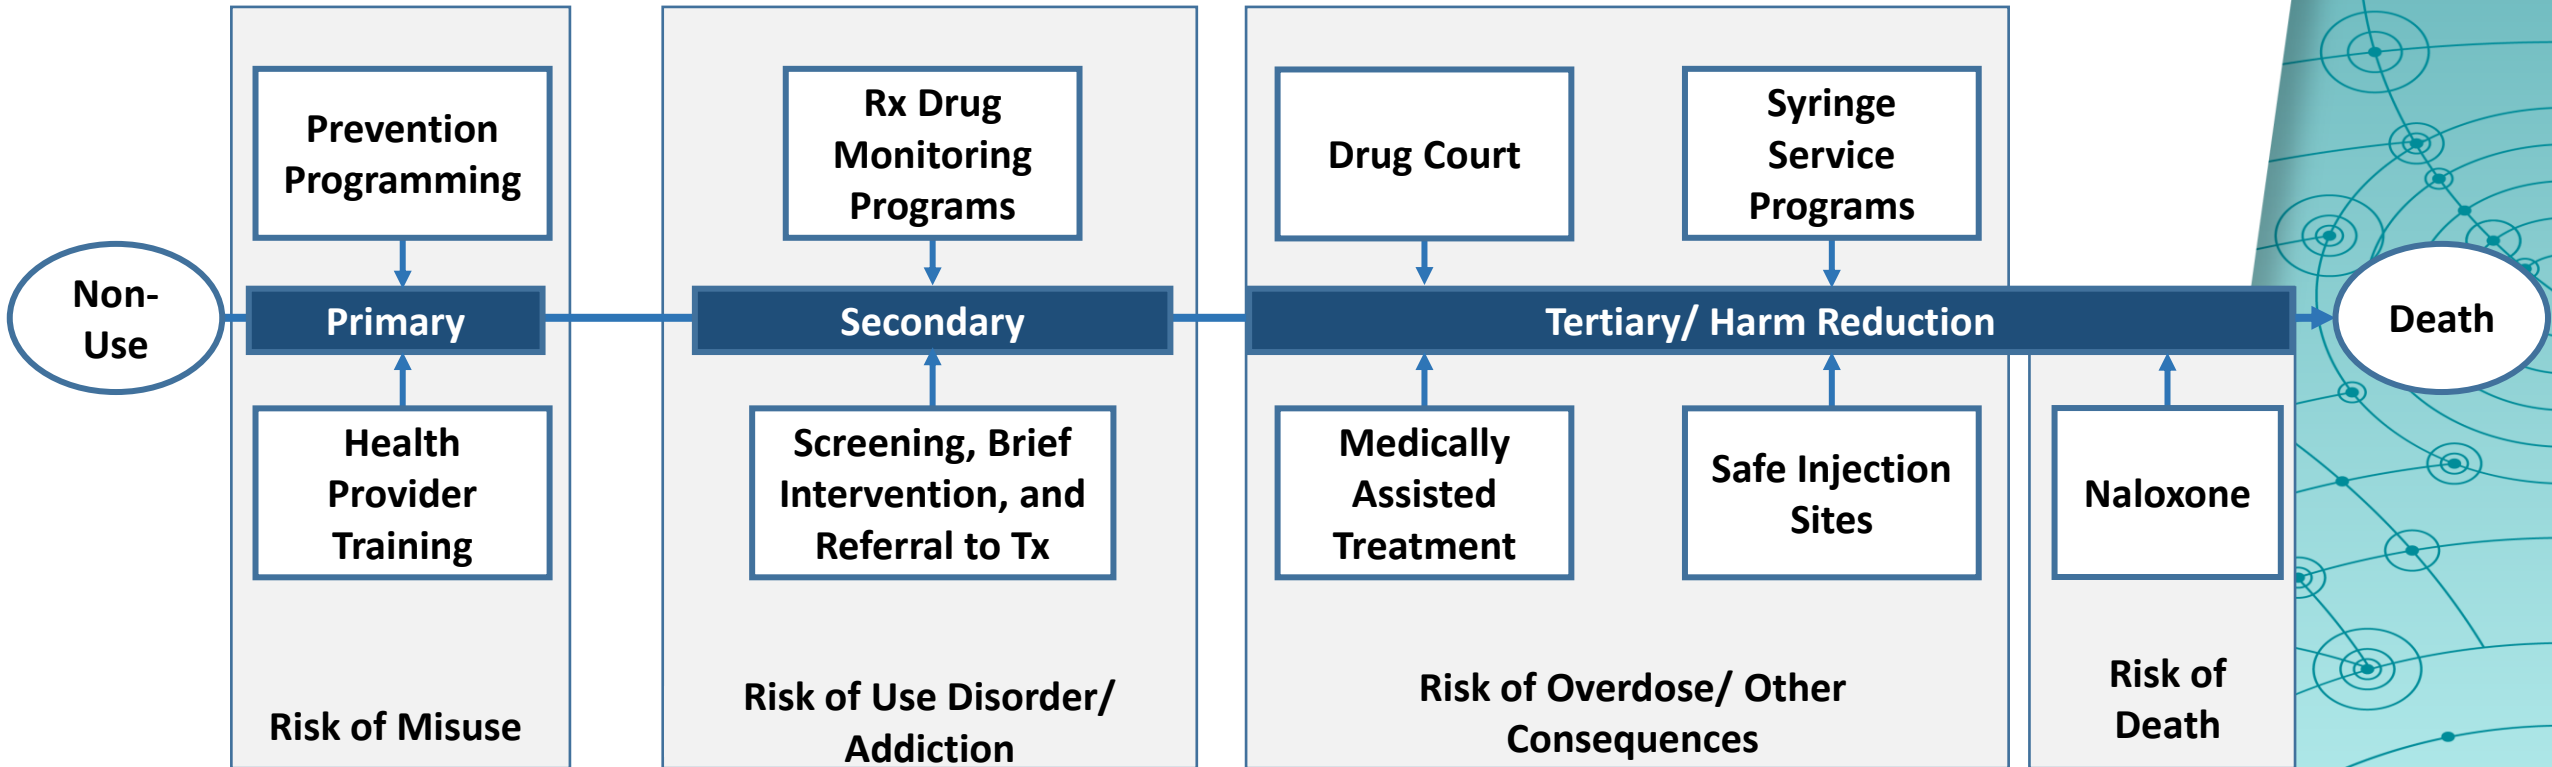 Prevention
Programming
Rx Drug
Monitoring
Programs
Drug Court
Syringe
Service
Programs
Non-
Use
Primary
Secondary
Tertiary/ Harm Reduction
Death
Health
Provider
Training
Screening, Brief
Intervention, and
Referral to Tx
Medically
Assisted
Treatment
Safe Injection
Sites
Naloxone
Risk of Misuse
Risk of Use Disorder/
Addiction
Risk of Overdose/ Other
Consequences
Risk of
Death